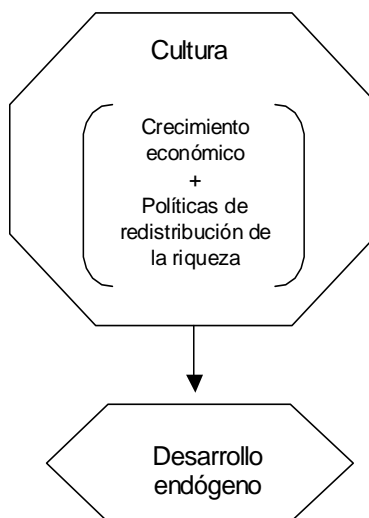 Cultura
Crecimiento
económico
+
Políticas de
redistribución de
la riqueza
Desarrollo
endógeno